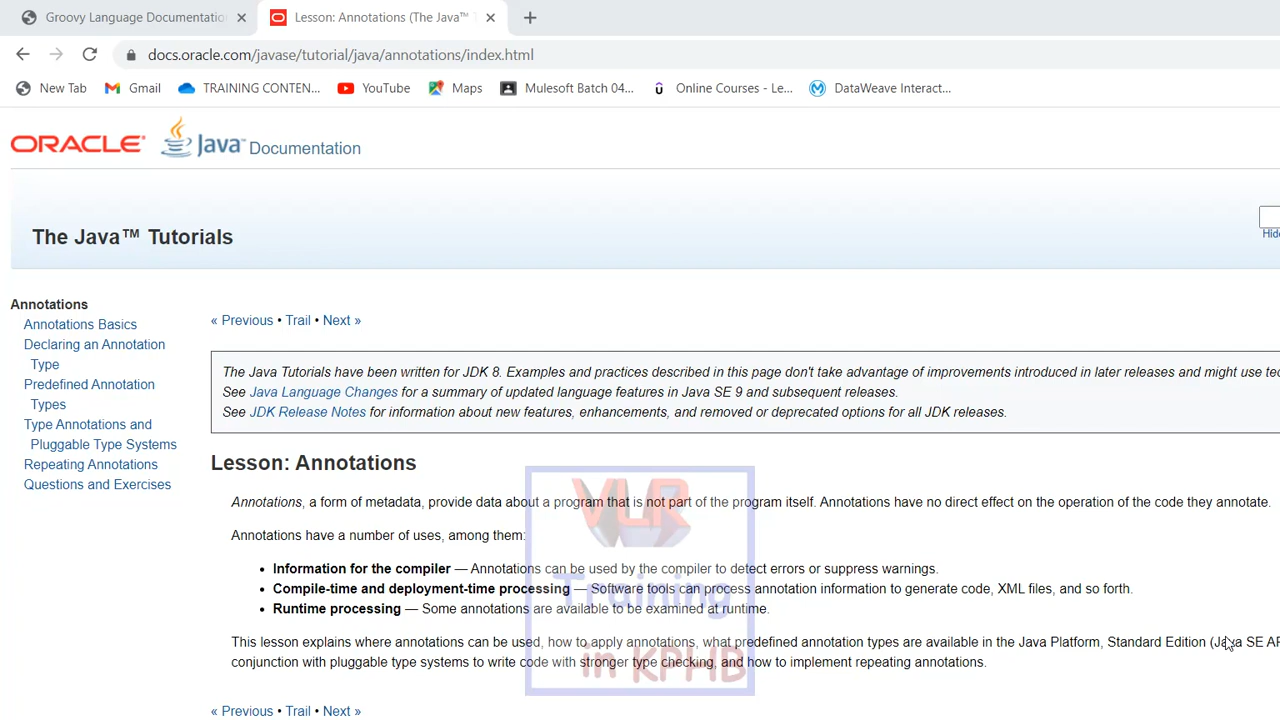 Groovy Language Documentatio
Lesson: Annotations (The Java™
docs.oracle.com/javase/tutorial/java/annotations/index.html
New Tab
Gmail
TRAINING CONTEN...
YouTube
Maps
Mulesoft Batch 04...
Online Courses - Le...
DataWeave Interact...
ORACLE Java Documentation
The Java™ Tutorials
Hide
Annotations
Annotations Basics
Declaring an Annotation
Type
Predefined Annotation
Types
Type Annotations and
Pluggable Type Systems
Repeating Annotations
Questions and Exercises
« Previous • Trail • Next »
The Java Tutorials have been written for JDK 8. Examples and practices described in this page don't take advantage of improvements introduced in later releases and might use te
See Java Language Changes for a summary of updated language features in Java SE 9 and subsequent releases.
See JDK Release Notes for information about new features, enhancements, and removed or deprecated options for all JDK releases.
Lesson: Annotations
Annotations, a form of metadata, provide data about a program that is not part of the program itself. Annotations have no direct effect on the operation of the code they annotate.
Annotations have a number of uses, among them:
• Information for the compiler — Annotations can be used by the compiler to detect errors or suppress warnings.
• Compile-time and deployment-time processing — Software tools can process annotation information to generate code, XML files, and so forth.
• Runtime processing — Some annotations are available to be examined at runtime.
This lesson explains where annotations can be used, how to apply annotations, what predefined annotation types are available in the Java Platform, Standard Edition (Java SE AP
conjunction with pluggable type systems to write code with stronger type checking, and how to implement repeating annotations.
« Previous • Trail • Next »
VLR
Training
in KPHB